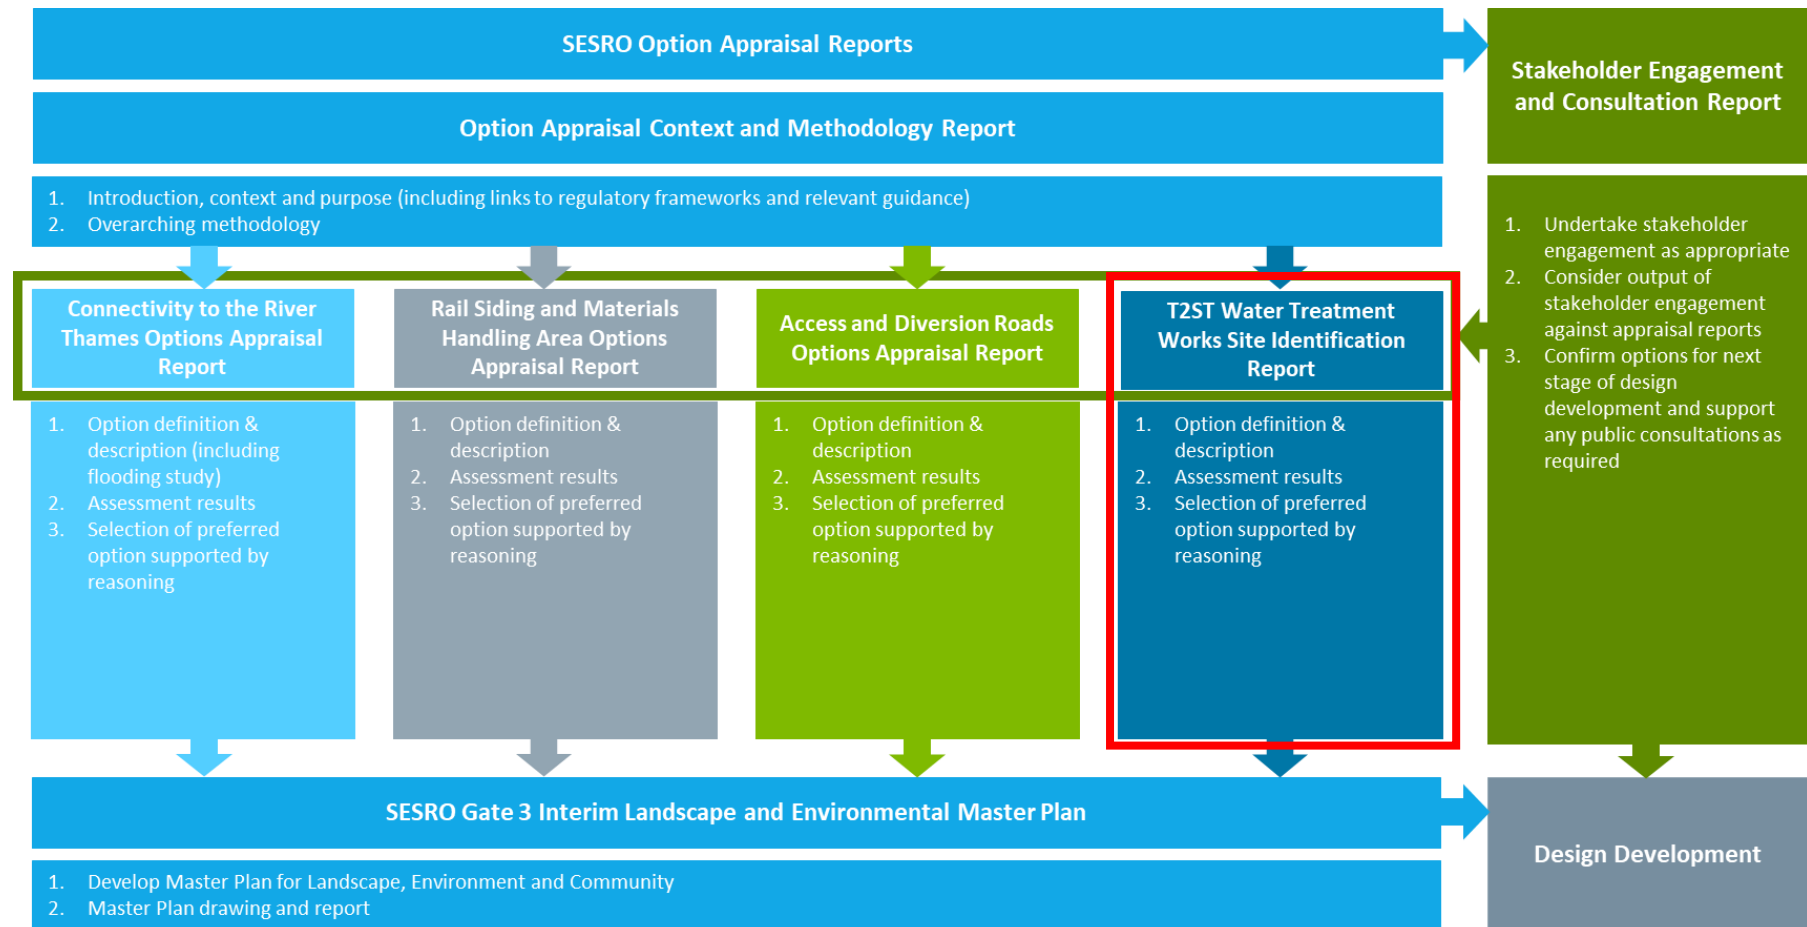 SESRO Option Appraisal Reports
Stakeholder Engagement
and Consultation Report
Option Appraisal Context and Methodology Report
1. Introduction, context and purpose (including links to regulatory frameworks and relevant guidance)
2. Overarching methodology
Connectivity to the River
Thames Options Appraisal
Report
Rail Siding and Materials
Handling Area Options
Appraisal Report
Access and Diversion Roads
Options Appraisal Report
T2ST Water Treatment
Works Site Identification
Report
1. Undertake stakeholder
engagement as appropriate
2. Consider output of
stakeholder engagement
against appraisal reports
3. Confirm options for next
stage of design
development and support
any public consultations as
required
1. Option definition &
description (including
flooding study)
2. Assessment results
3. Selection of preferred
option supported by
reasoning
1. Option definition &
description
2. Assessment results
3. Selection of preferred
option supported by
reasoning
1. Option definition &
description
2. Assessment results
3. Selection of preferred
option supported by
reasoning
1. Option definition &
description
2. Assessment results
3. Selection of preferred
option supported by
reasoning
SESRO Gate 3 Interim Landscape and Environmental Master Plan
1. Develop Master Plan for Landscape, Environment and Community
2. Master Plan drawing and report
Design Development